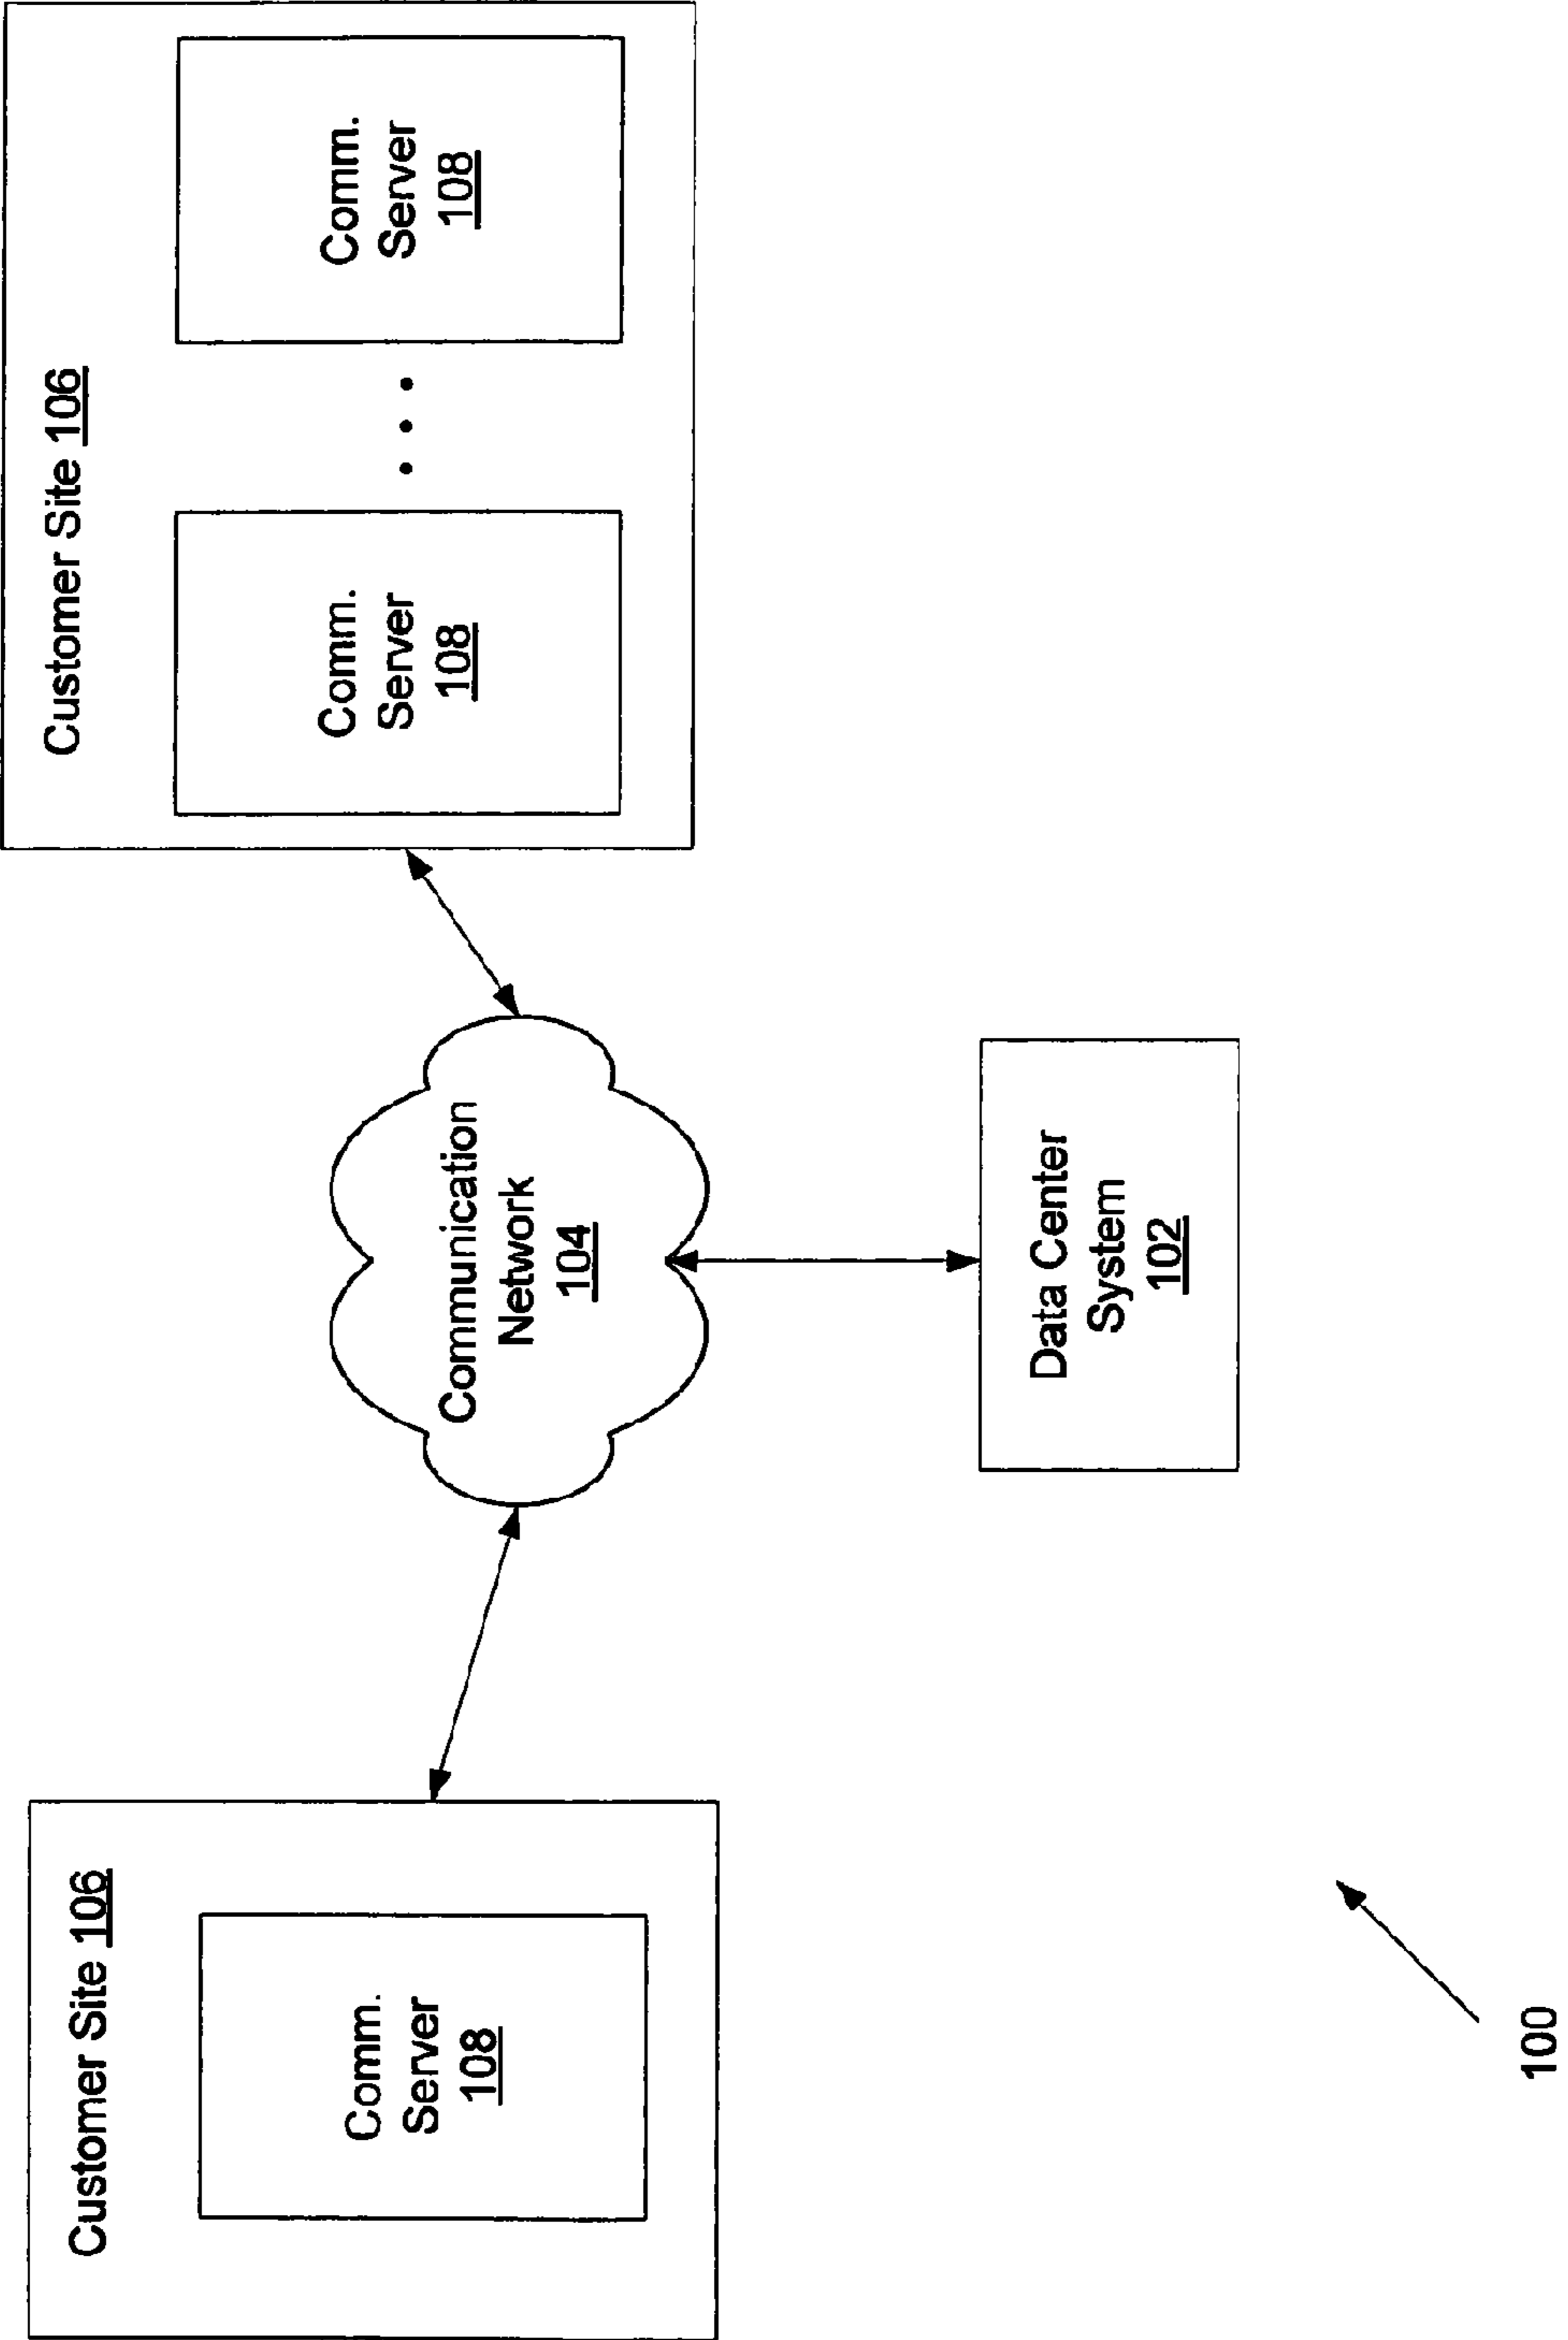 Customer Site 106
Comm.
Server
108
Communication
Network
104
Customer Site 106
Comm.
Server
108
Comm.
Server
108
Data Center
System
102
100